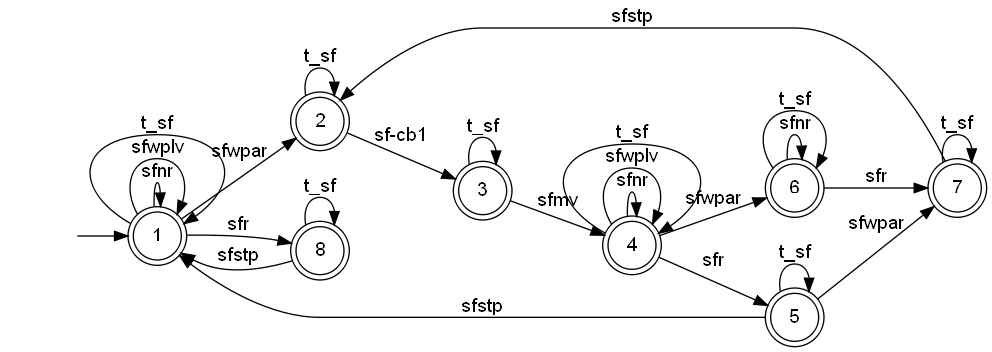 sfstp
t_sf
2
t_sf
sfwplv
sfnr
1
sfwpar
sf-cb1
t_sf
3
sfmv
t_sf
sfwplv
sfnr
4
sfwpar
t_sf
sfnr
6
sfr
t_sf
7
sfwpar
sfr
sfstp
t_sf
8
sfr
t_sf
5
sfstp